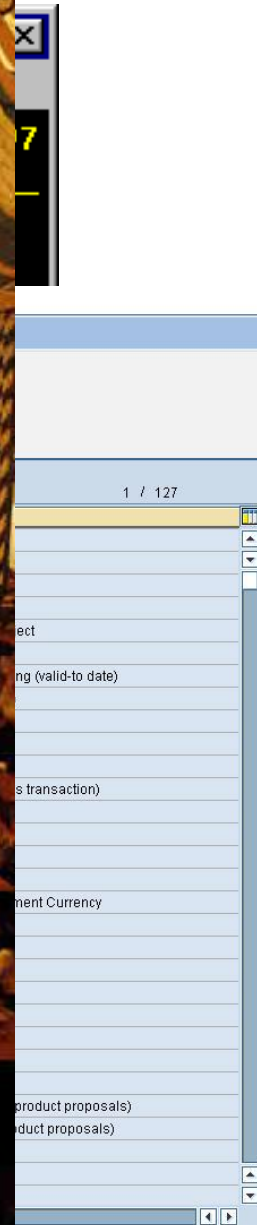 7
1 / 127
ect
ng (valid-to date)
s transaction)
ment Currency
product proposals)
duct proposals)